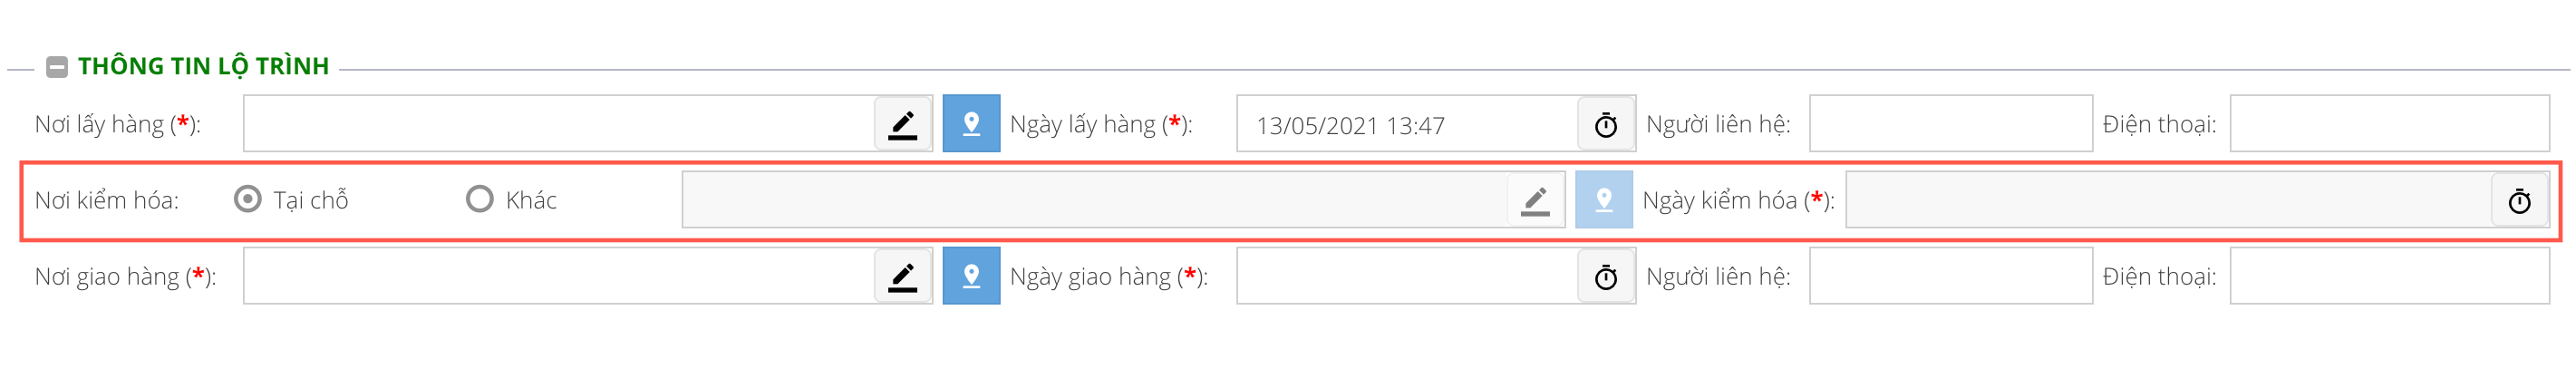 THÔNG TIN LỘ TRÌNH
Nơi lấy hàng (*): Ngày lấy hàng (*): 13/05/2021 13:47 Người liên hệ: Điện thoại:
Nơi kiểm hóa: Tại chỗ Khác Ngày kiểm hóa (*):
Nơi giao hàng (*): Ngày giao hàng (*): Người liên hệ: Điện thoại: